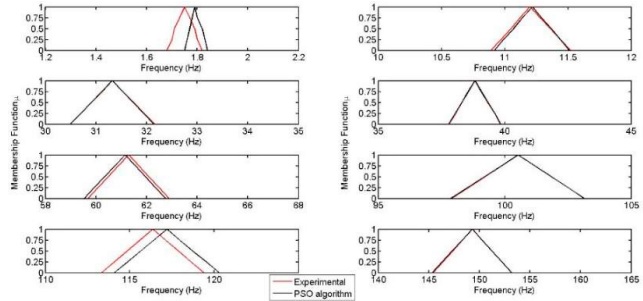 1
0.75
0.5
0.25
0
1.2 1.4 1.6 1.8 2 2.2
Frequency (Hz)
1
0.75
0.5
0.25
0
10 10.5 11 11.5 12
Frequency (Hz)
Membership Function,μ
1
0.75
0.5
0.25
0
30 31 32 33 34 35
Frequency (Hz)
Membership Function,μ
1
0.75
0.5
0.25
0
35 40 45
Frequency (Hz)
1
0.75
0.5
0.25
0
58 60 62 64 66 68
Frequency (Hz)
1
0.75
0.5
0.25
0
95 100 105
Frequency (Hz)
1
0.75
0.5
0.25
0
110 115 120
Frequency (Hz)
1
0.75
0.5
0.25
0
140 145 150 155 160 165
Frequency (Hz)
Experimental
PSO algorithm